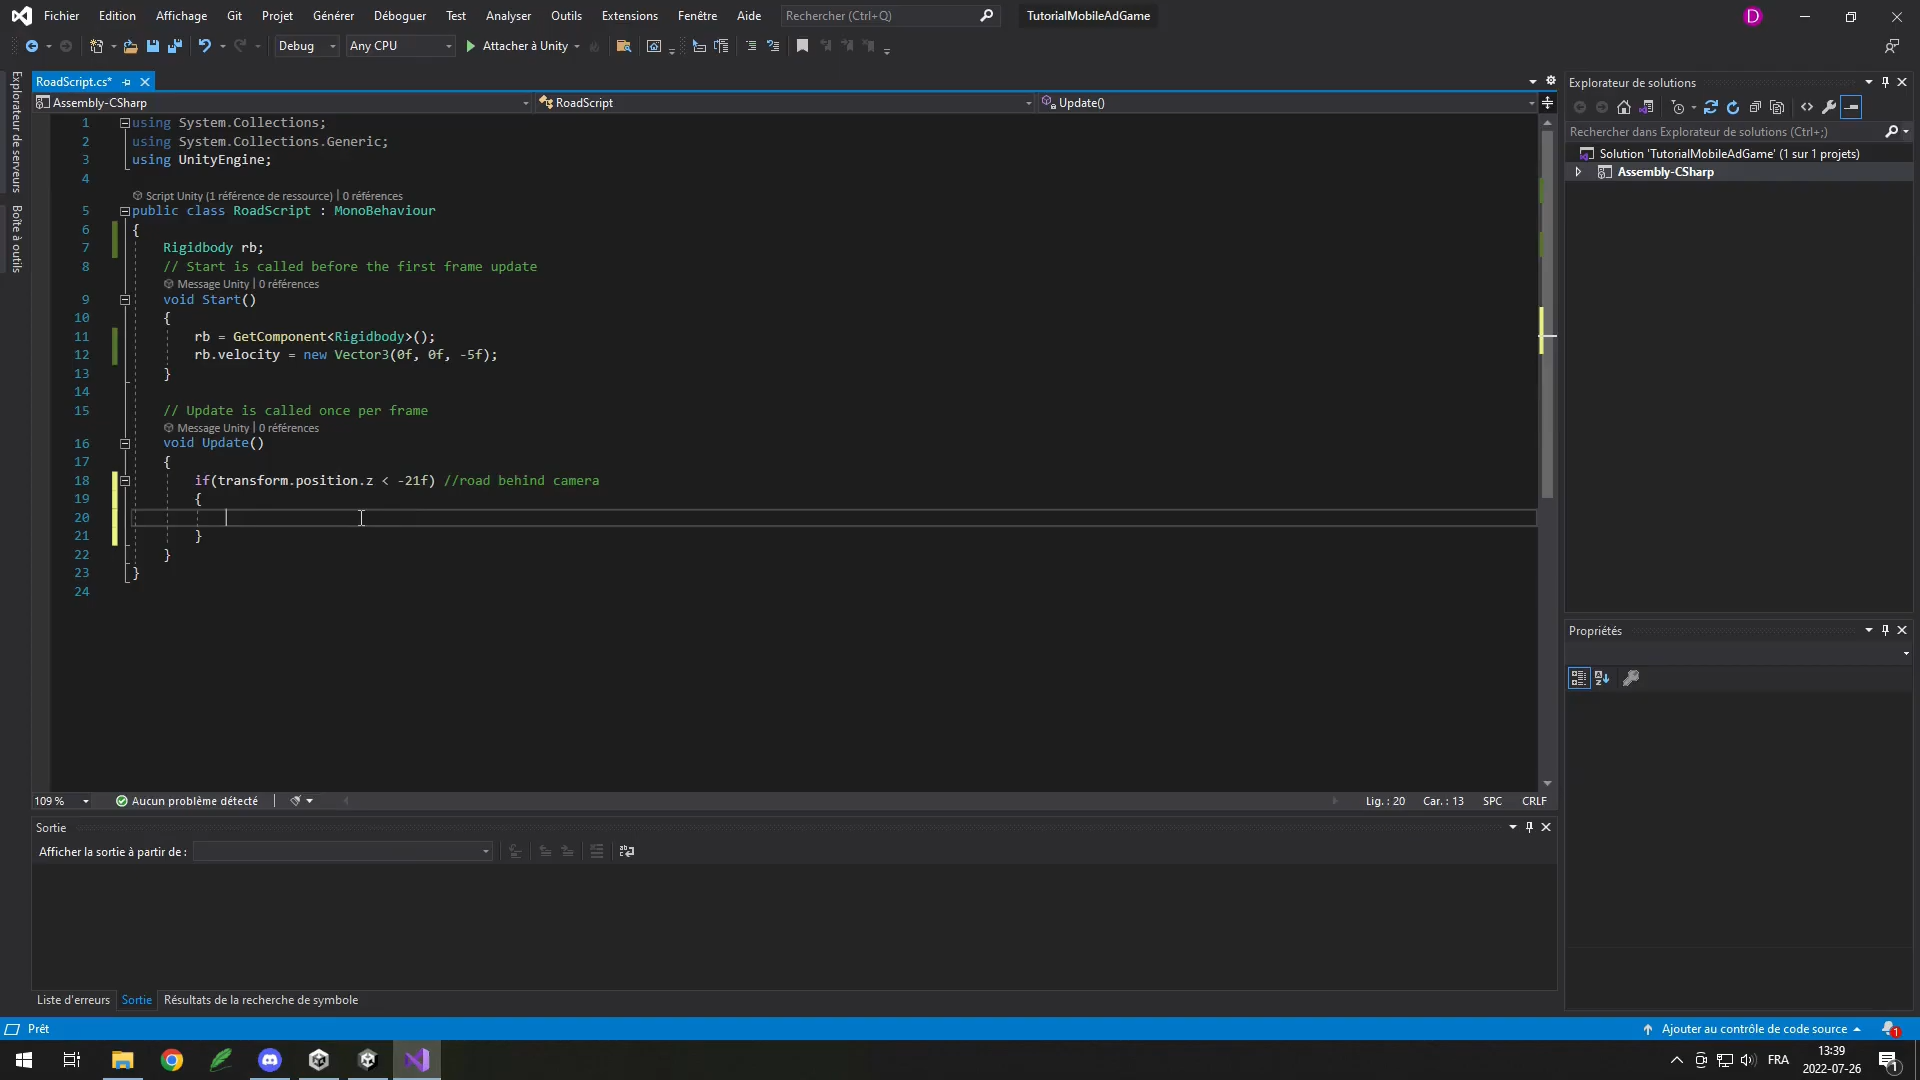 Fichier Edition Affichage Git Projet Générer Déboguer Test Analyser Outils Extensions Fenêtre Aide Rechercher (Ctrl+Q) TutorialMobileAdGame D
Debug Any CPU Attacher à Unity
RoadScript.cs*
Assembly-CSharp RoadScript Update()
1 using System.Collections;
2 using System.Collections.Generic;
3 using UnityEngine;
4
Script Unity (1 référence de ressource) | 0 références
5 public class RoadScript : MonoBehaviour
6 {
7 Rigidbody rb;
8 // Start is called before the first frame update
Message Unity | 0 références
9 void Start()
10 {
11 rb = GetComponent<Rigidbody>();
12 rb.velocity = new Vector3(0f, 0f, -5f);
13 }
14
15 // Update is called once per frame
Message Unity | 0 références
16 void Update()
17 {
18 if(transform.position.z < -21f) //road behind camera
19 {
20
21 }
22 }
23 }
24
109 % Aucun problème détecté Lig. : 20 Car. : 13 SPC CRLF
Explorateur de serveurs
Boîte à outils
Explorateur de solutions
Rechercher dans Explorateur de solutions (Ctrl+;)
Solution 'TutorialMobileAdGame' (1 sur 1 projets)
Assembly-CSharp
Propriétés
Sortie
Afficher la sortie à partir de :
Liste d'erreurs Sortie Résultats de la recherche de symbole
Prêt Ajouter au contrôle de code source 1
FRA 13:39
2022-07-26 1